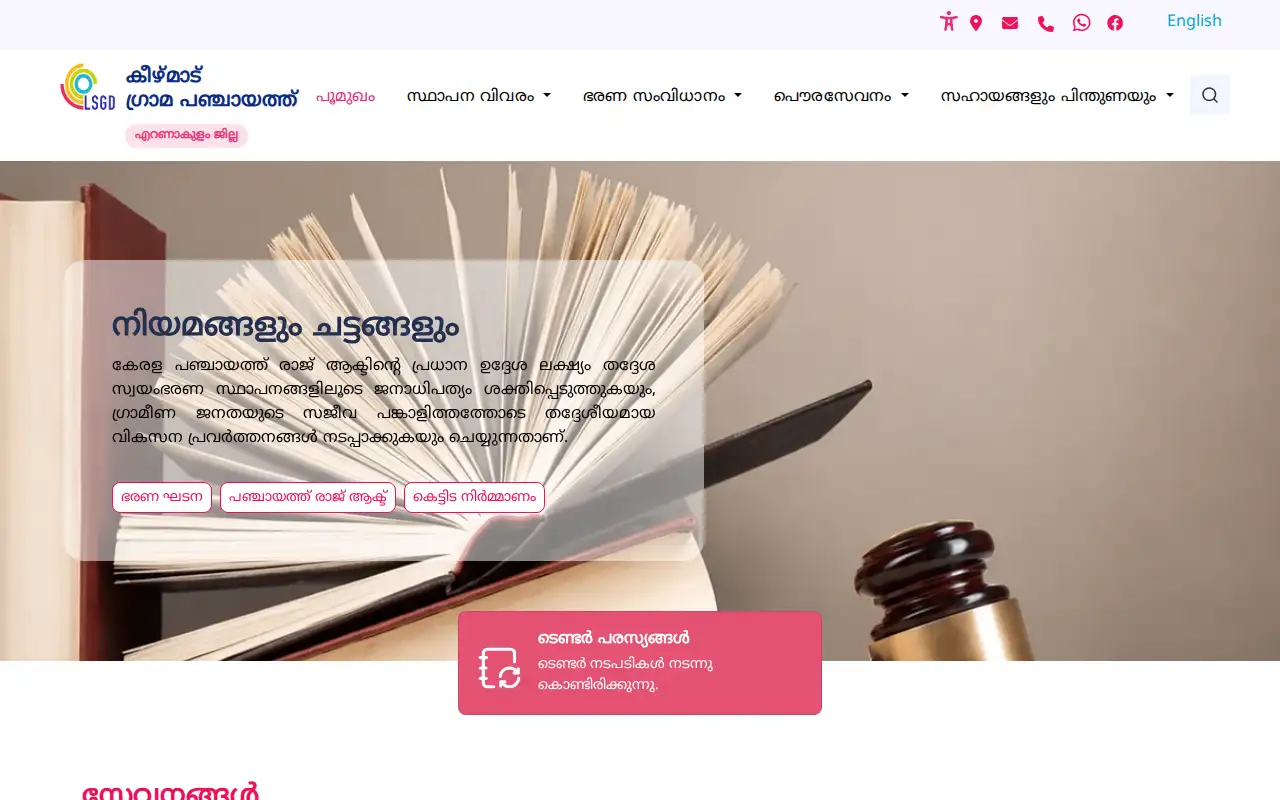 English
LSGD
കീഴ്മാട്
ഗ്രാമ പഞ്ചായത്ത്
എറണാകുളം ജില്ല
പൂമുഖം
സ്ഥാപന വിവരം
ഭരണ സംവിധാനം
പൌരസേവനം
സഹായങ്ങളും പിന്തുണയും
നിയമങ്ങളും ചട്ടങ്ങളും
കേരള പഞ്ചായത്ത് രാജ് ആക്ടിന്റെ പ്രധാന ഉദ്ദേശ ലക്ഷ്യം തദ്ദേശ
സ്വയംഭരണ സ്ഥാപനങ്ങളിലൂടെ ജനാധിപത്യം ശക്തിപ്പെടുത്തുകയും,
ഗ്രാമീണ ജനതയുടെ സജീവ പങ്കാളിത്തത്തോടെ തദ്ദേശീയമായ
വികസന പ്രവർത്തനങ്ങൾ നടപ്പാക്കുകയും ചെയ്യുന്നതാണ്.
ഭരണ ഘടന
പഞ്ചായത്ത് രാജ് ആക്ട്
കെട്ടിട നിർമ്മാണം
ടെണ്ടർ പരസ്യങ്ങൾ
ടെണ്ടർ നടപടികൾ നടന്നു
കൊണ്ടിരിക്കുന്നു.
സേവനങ്ങൾ